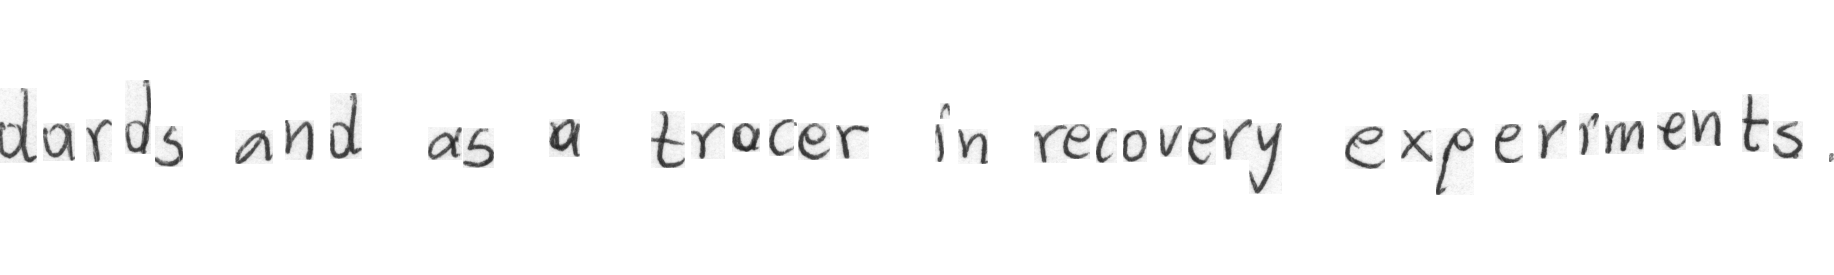 dards and as a tracer in recovery experiments.